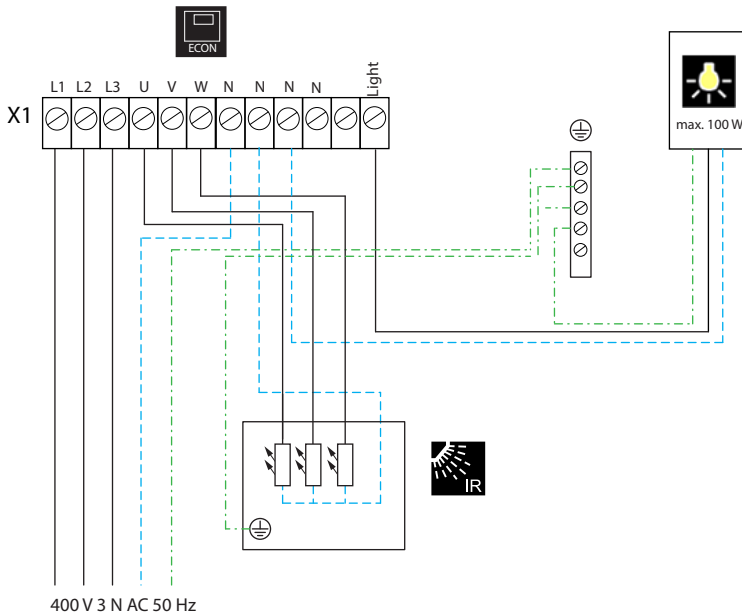 ECON
L1 L2 L3 U V W N N N N Light
X1
max. 100 W
IR
400 V 3 N AC 50 Hz